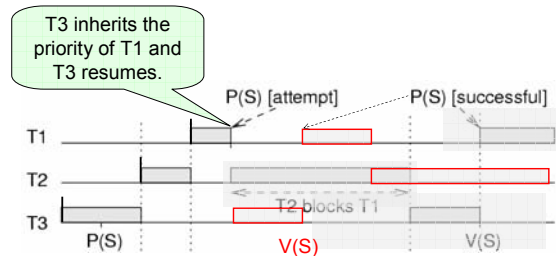 T3 inherits the
priority of T1 and
T3 resumes.
P(S) [attempt]
P(S) [successful]
T1
T2
T2 blocks T1
T3
P(S)
V(S)
V(S)